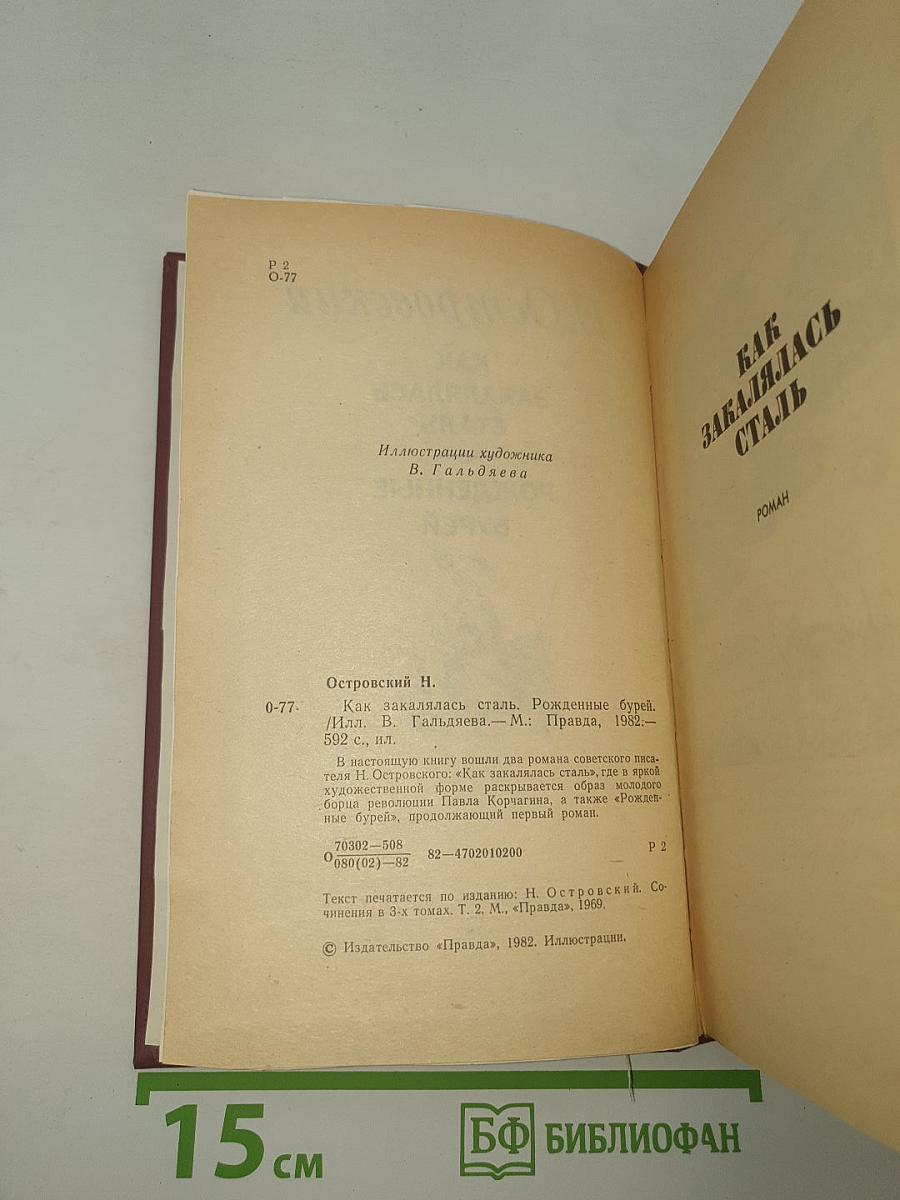 Р 2
О-77
Иллюстрации художника
В. Гальдяева
Островский Н.
О-77 Как закалялась сталь. Рожденные бурей.
/Илл. В. Гальдяева.— М.: Правда, 1982.—
592 с., ил.
В настоящую книгу вошли два романа советского писа-
теля Н. Островского: «Как закалялась сталь», где в яркой
художественной форме раскрывается образ молодого
борца революции Павла Корчагина, а также «Рожден-
ные бурей», продолжающий первый роман.
О 70302—508
080(02)—82 82—4702010200 Р 2
Текст печатается по изданию: Н. Островский. Со-
чинения в 3-х томах. Т. 2, М., «Правда», 1969.
© Издательство «Правда», 1982. Иллюстрации.
КАК
ЗАКАЛЯЛАСЬ
СТАЛЬ
РОМАН
15 см
БФ БИБЛИОФАН